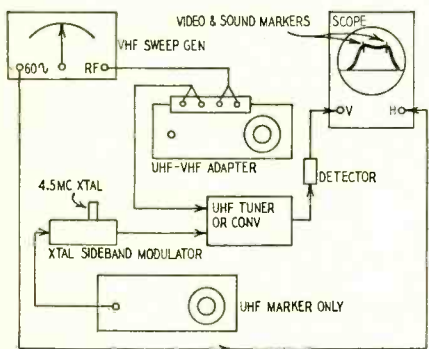 VIDEO & SOUND MARKERS
SCOPE
VHF SWEEP GEN
60∿
RF
V
H
UHF-VHF ADAPTER
DETECTOR
4.5MC XTAL
UHF TUNER
OR CONV
XTAL SIDEBAND MODULATOR
UHF MARKER ONLY